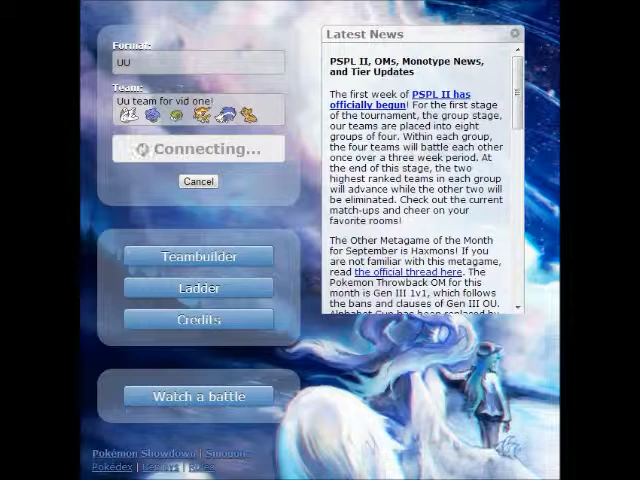 Format:
UU
Team:
Uu team for vid one!
Connecting...
Cancel
Teambuilder
Ladder
Credits
Watch a battle
Pokémon Showdown | Smogon
Pokédex | Replays | Rules
Latest News
PSPL II, OMs, Monotype News,
and Tier Updates
The first week of PSPL II has
officially begun! For the first stage
of the tournament, the group stage,
our teams are placed into eight
groups of four. Within each group,
the four teams will battle each other
once over a three week period. At
the end of this stage, the two
highest ranked teams in each group
will advance while the other two will
be eliminated. Check out the current
match-ups and cheer on your
favorite rooms!
The Other Metagame of the Month
for September is Haxmons! If you
are not familiar with this metagame,
read the official thread here. The
Pokemon Throwback OM for this
month is Gen III 1v1, which follows
the bans and clauses of Gen III OU.